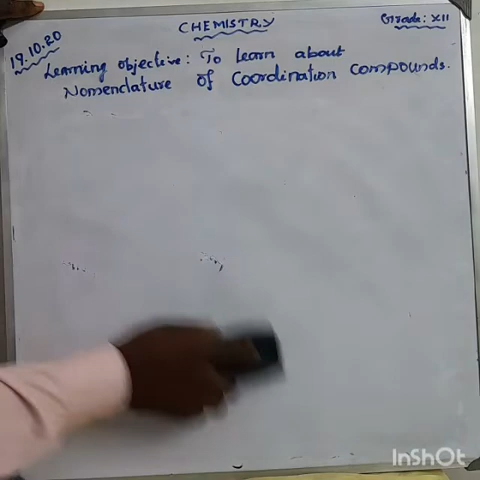 CHEMISTRY
Grade: XII
19.10.20
Learning objective: To learn about
Nomenclature of Coordination Compounds.
InShOt